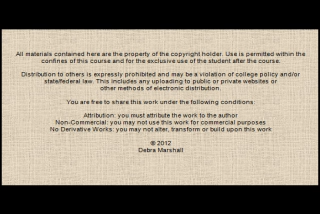 All materials contained here are the property of the copyright holder. Use is permitted within the
confines of this course and for the exclusive use of the student after the course.
Distribution to others is expressly prohibited and may be a violation of college policy and/or
state/federal law. This includes any uploading to public or private websites or
other methods of electronic distribution.
You are free to share this work under the following conditions:
Attribution: you must attribute the work to the author
Non-Commercial: you may not use this work for commercial purposes
No Derivative Works: you may not alter, transform or build upon this work
© 2012
Debra Marshall